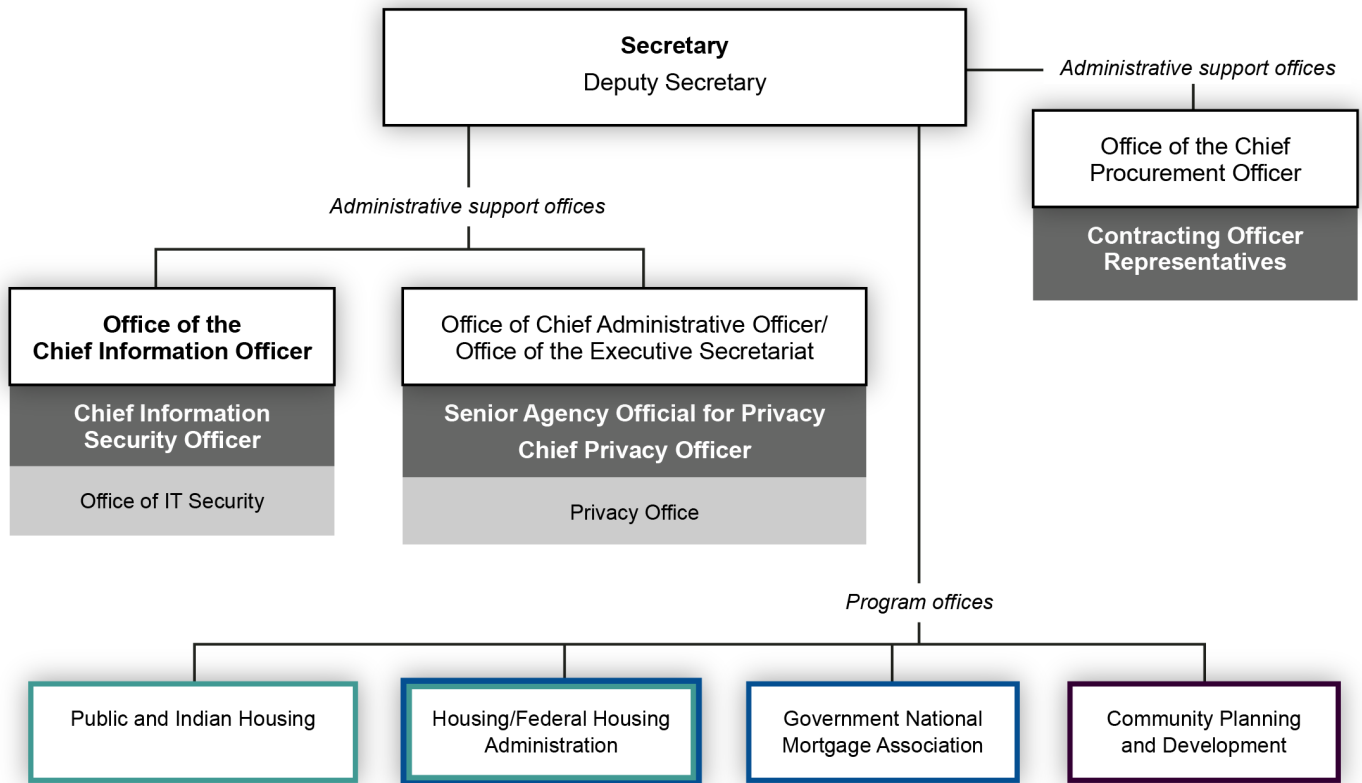 Secretary
Deputy Secretary
Administrative support offices
Office of the Chief
Procurement Officer
Contracting Officer
Representatives
Administrative support offices
Office of the
Chief Information Officer
Chief Information
Security Officer
Office of IT Security
Office of Chief Administrative Officer/
Office of the Executive Secretariat
Senior Agency Official for Privacy
Chief Privacy Officer
Privacy Office
Program offices
Public and Indian Housing
Housing/Federal Housing
Administration
Government National
Mortgage Association
Community Planning
and Development